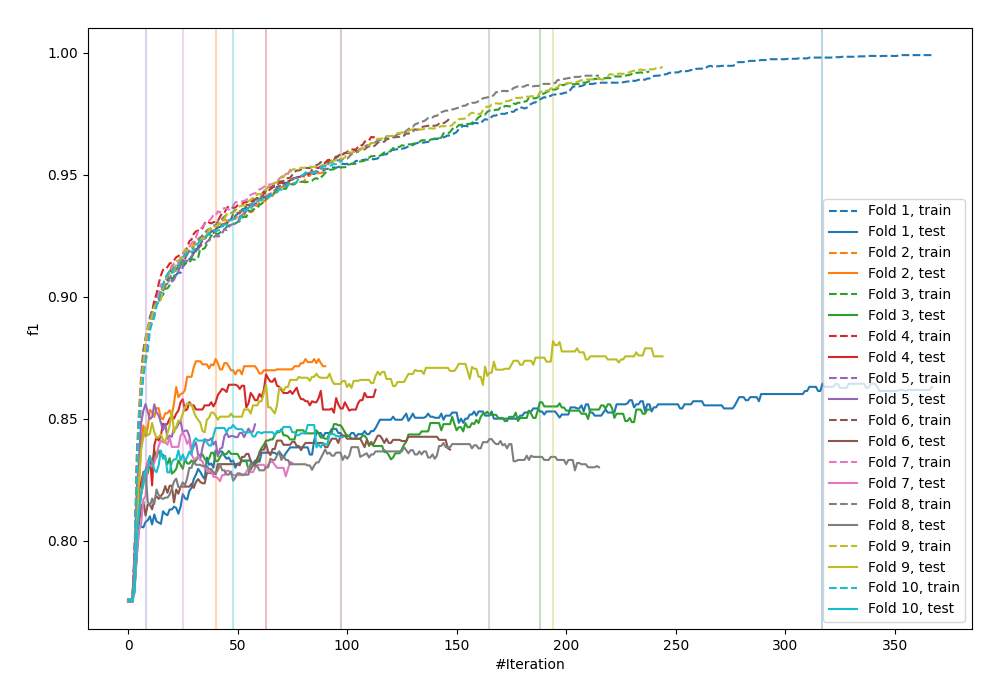 1.00
0.95
0.90
0.85
0.80
f1
0
50
100
150
200
250
300
350
#Iteration
Fold 1, train
Fold 1, test
Fold 2, train
Fold 2, test
Fold 3, train
Fold 3, test
Fold 4, train
Fold 4, test
Fold 5, train
Fold 5, test
Fold 6, train
Fold 6, test
Fold 7, train
Fold 7, test
Fold 8, train
Fold 8, test
Fold 9, train
Fold 9, test
Fold 10, train
Fold 10, test